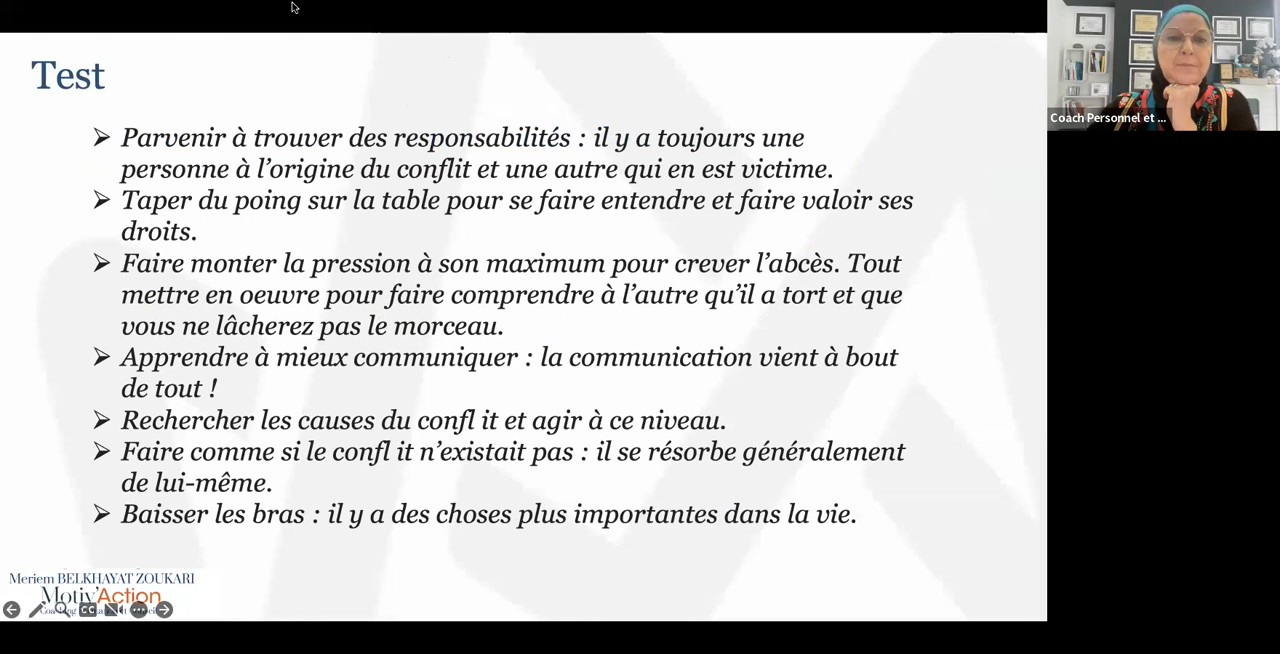 Test
Coach Personnel et ...
➢ Parvenir à trouver des responsabilités : il y a toujours une
personne à l’origine du conflit et une autre qui en est victime.
➢ Taper du poing sur la table pour se faire entendre et faire valoir ses
droits.
➢ Faire monter la pression à son maximum pour crever l’abcès. Tout
mettre en oeuvre pour faire comprendre à l’autre qu’il a tort et que
vous ne lâcherez pas le morceau.
➢ Apprendre à mieux communiquer : la communication vient à bout
de tout !
➢ Rechercher les causes du confl it et agir à ce niveau.
➢ Faire comme si le confl it n’existait pas : il se résorbe généralement
de lui-même.
➢ Baisser les bras : il y a des choses plus importantes dans la vie.
Meriem BELKHAYAT ZOUKARI
Motiv’Action